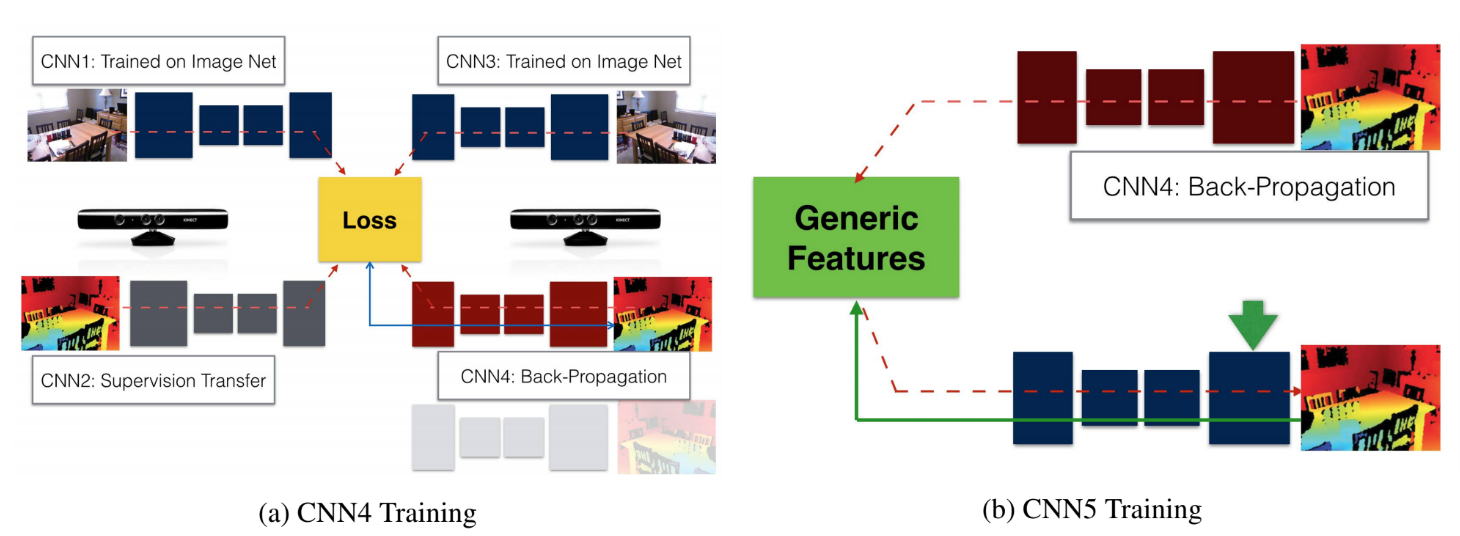 CNN1: Trained on Image Net
CNN3: Trained on Image Net
KINECT
Loss
KINECT
CNN2: Supervision Transfer
CNN4: Back-Propagation
(a) CNN4 Training
CNN4: Back-Propagation
Generic
Features
(b) CNN5 Training